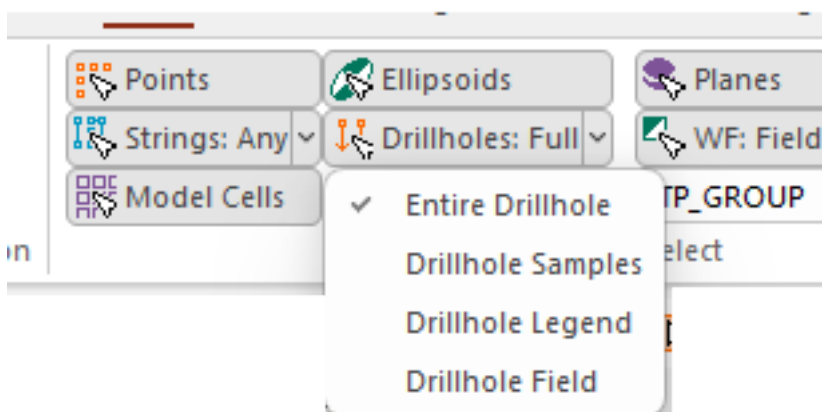 Points
Ellipsoids
Planes
Strings: Any
Drillholes: Full
WF: Field
Model Cells
TP_GROUP
on
elect
Entire Drillhole
Drillhole Samples
Drillhole Legend
Drillhole Field